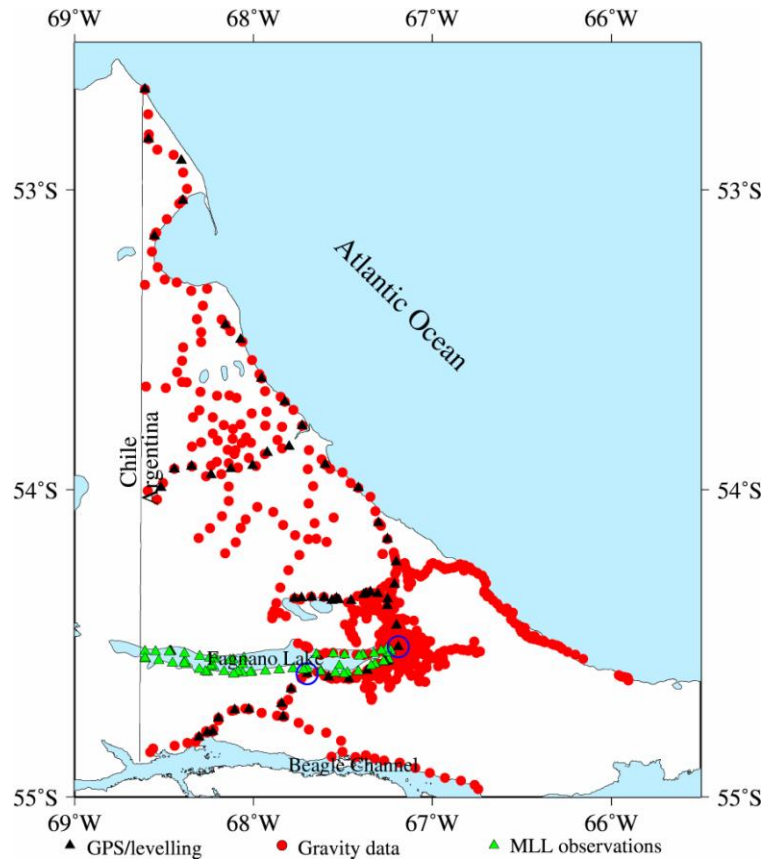 69°W 68°W 67°W 66°W
53°S 53°S
Atlantic Ocean
Chile
Argentina
54°S 54°S
Fagnano Lake
Beagle Channel
55°S 55°S
69°W 68°W 67°W 66°W
GPS/levelling Gravity data MLL observations